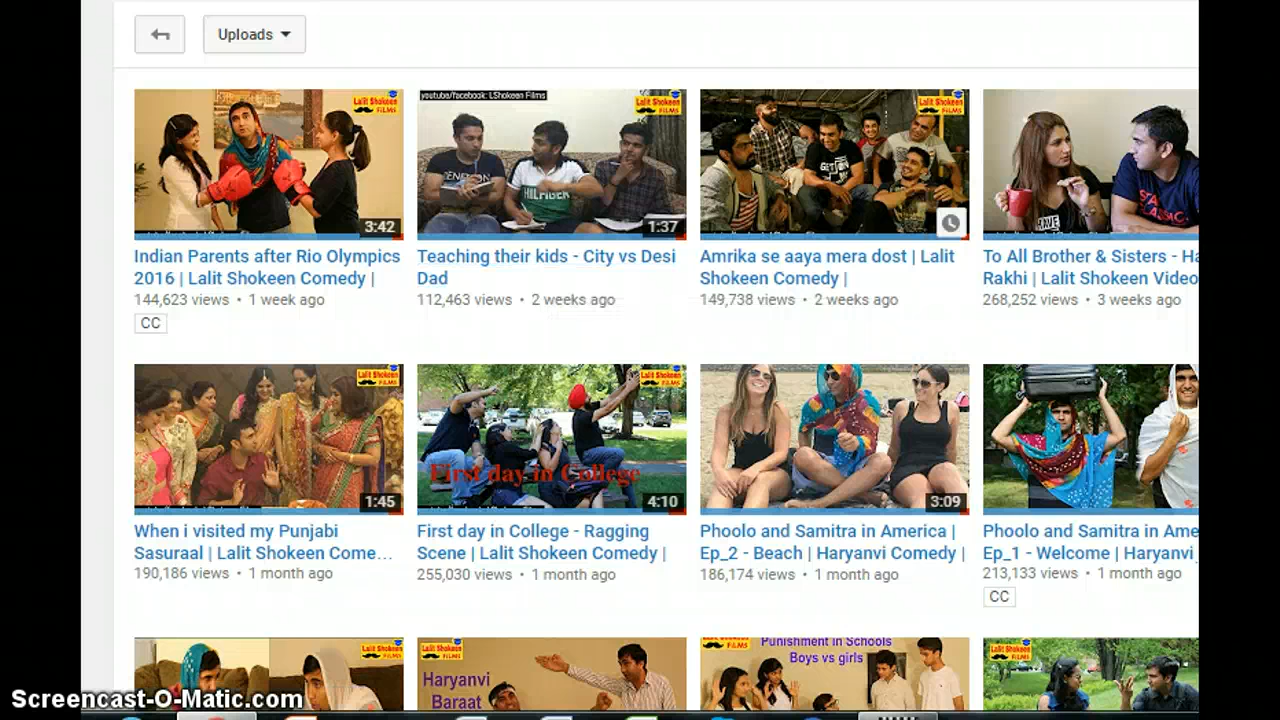 Uploads
Lalit Shokeen
FILMS
3:42
youtube/facebook: LShokeen Films
Lalit Shokeen
FILMS
HILFIGER
1:37
Lalit Shokeen
FILMS
Indian Parents after Rio Olympics
2016 | Lalit Shokeen Comedy |
144,623 views • 1 week ago
CC
Teaching their kids - City vs Desi
Dad
112,463 views • 2 weeks ago
Amrika se aaya mera dost | Lalit
Shokeen Comedy |
149,738 views • 2 weeks ago
To All Brother & Sisters - Ha
Rakhi | Lalit Shokeen Video
268,252 views • 3 weeks ago
Lalit Shokeen
FILMS
1:45
Lalit Shokeen
FILMS
First day in College
4:10
3:09
When i visited my Punjabi
Sasuraal | Lalit Shokeen Come...
190,186 views • 1 month ago
First day in College - Ragging
Scene | Lalit Shokeen Comedy |
255,030 views • 1 month ago
Phoolo and Samitra in America |
Ep_2 - Beach | Haryanvi Comedy |
186,174 views • 1 month ago
Phoolo and Samitra in Ame
Ep_1 - Welcome | Haryanvi
213,133 views • 1 month ago
CC
Lalit Shokeen
FILMS
Lalit Shokeen
FILMS
Haryanvi
Baraat
FILMS
Punishment in Schools
Boys vs girls
Lalit Shokeen
FILMS
Screencast-O-Matic.com